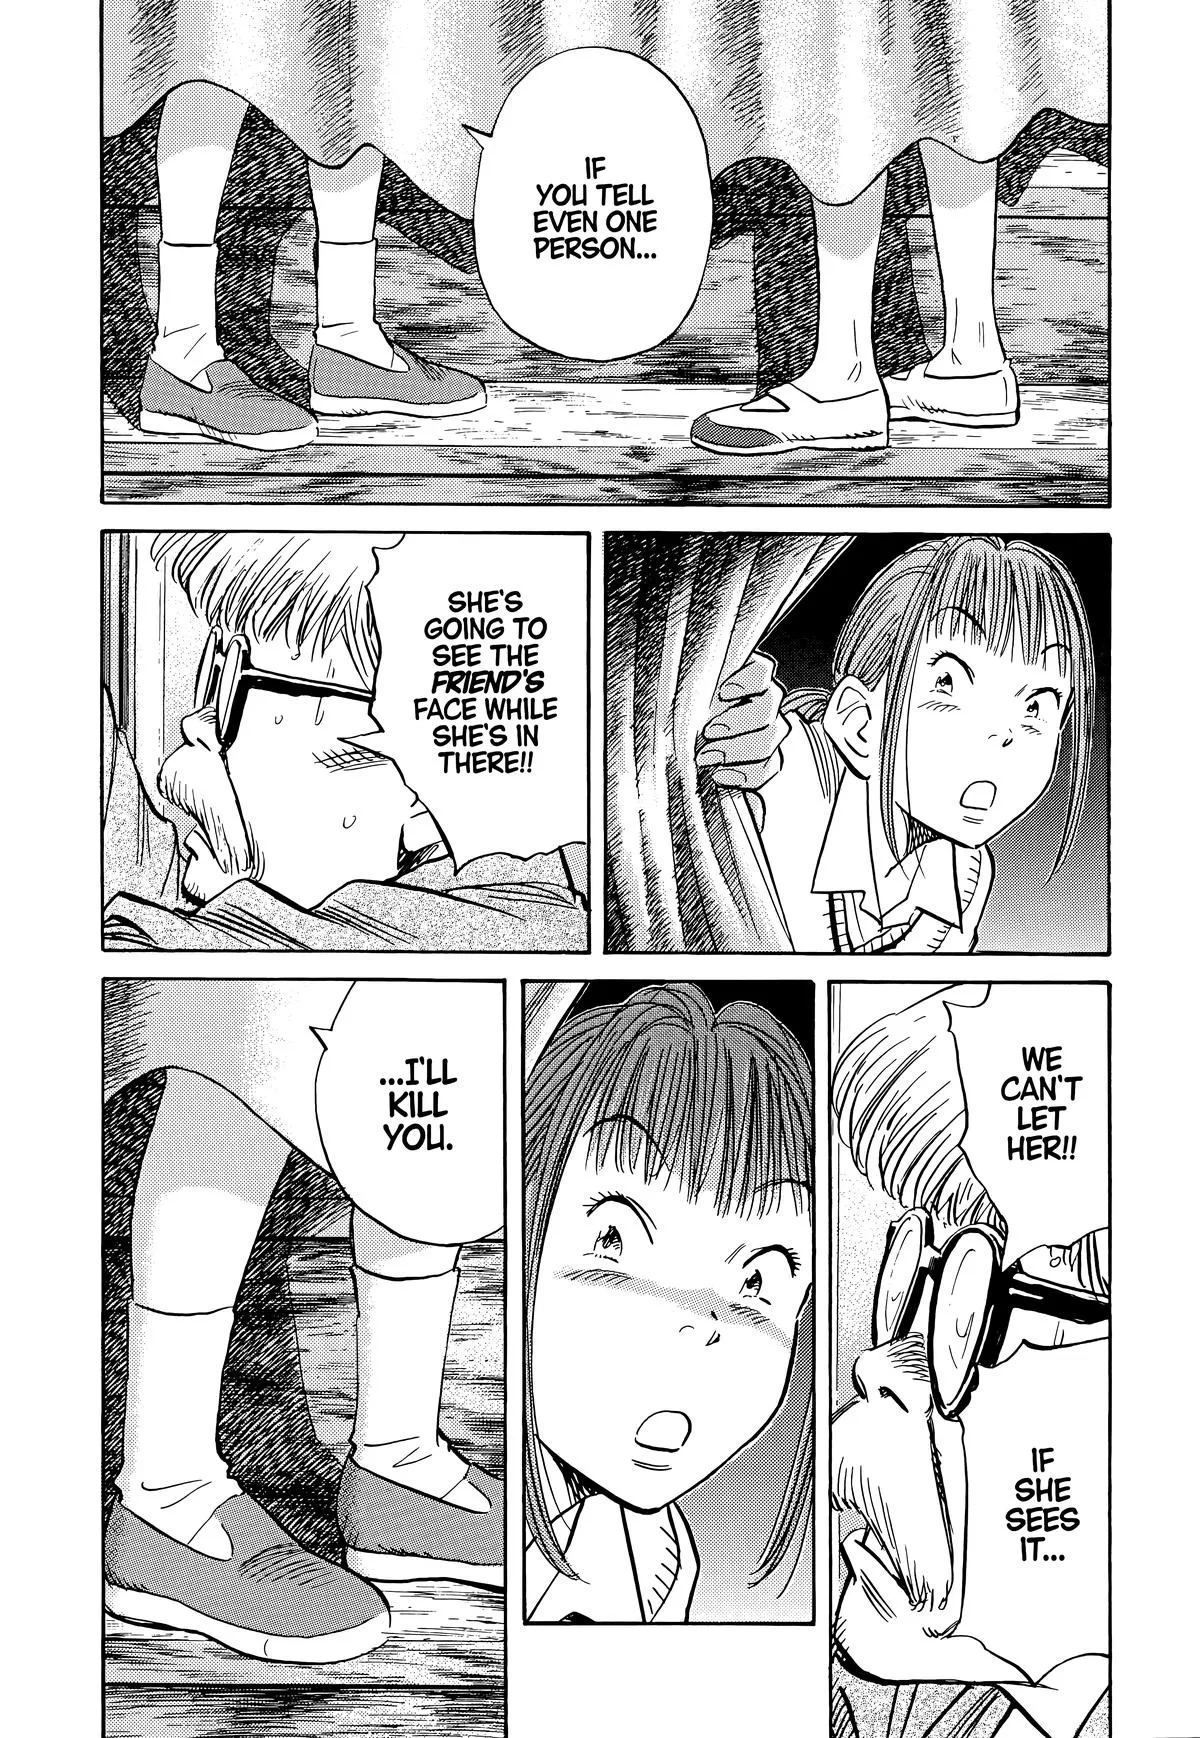 IF
YOU TELL
EVEN ONE
PERSON...
SHE'S
GOING TO
SEE THE
FRIEND'S
FACE WHILE
SHE'S IN
THERE!!
WE
CAN'T
LET
HER!!
IF
SHE
SEES
IT...
...I'LL
KILL
YOU.